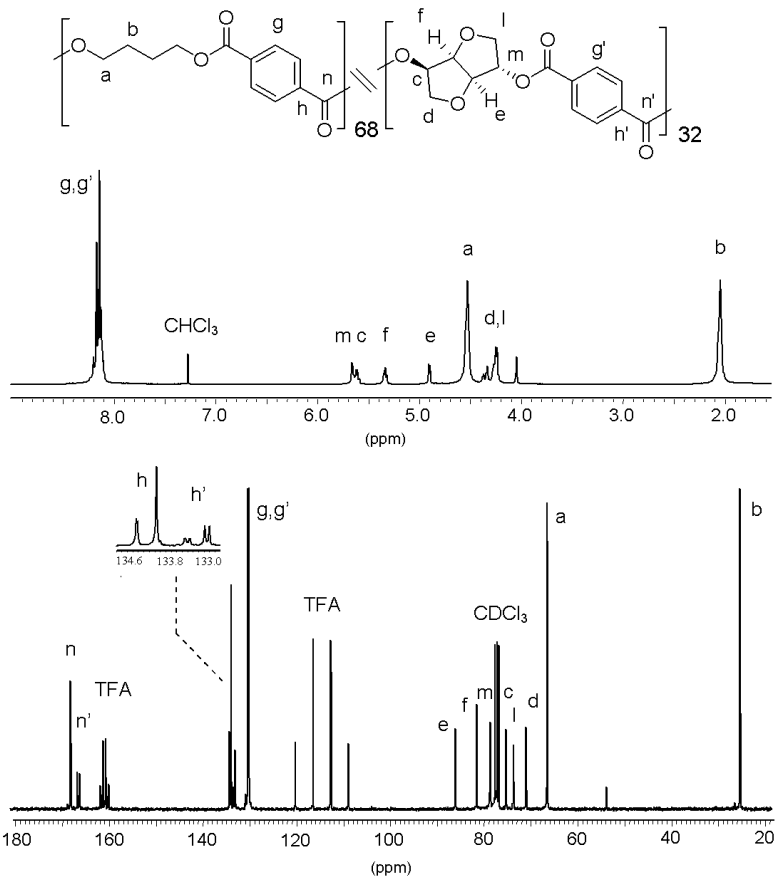 f l
b g O H m g'
O O O O O
a n c O
h O H O n'
O d e h' O
68 32
g,g'
a b
CHCl3 d,l
m c f e
8.0 7.0 6.0 5.0 4.0 3.0 2.0
(ppm)
h h'
134.6 133.8 133.0
g,g' a b
TFA CDCl3
n TFA
n' e f m c l d
180 160 140 120 100 80 60 40 20
(ppm)